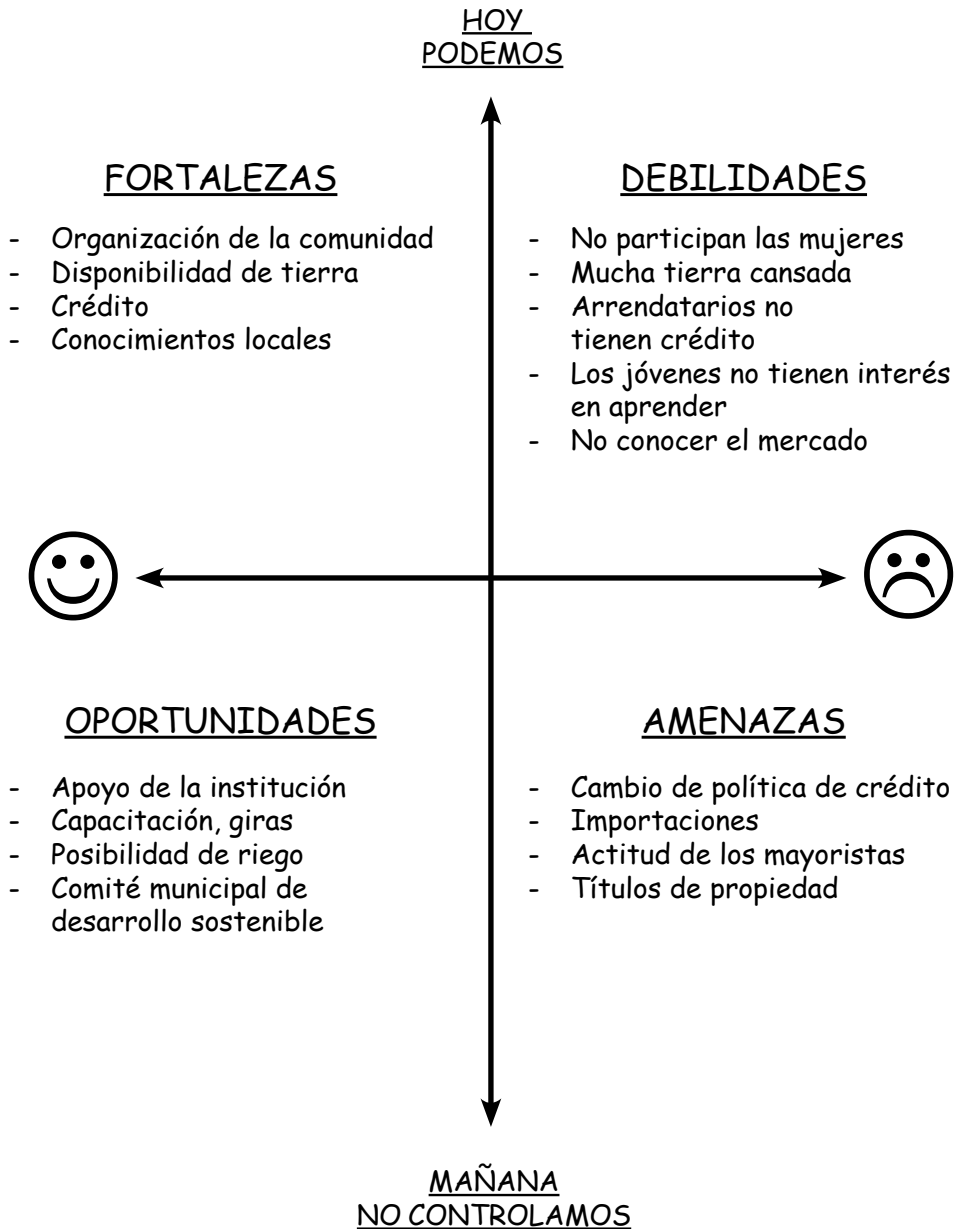 HOY
PODEMOS
FORTALEZAS
- Organización de la comunidad
- Disponibilidad de tierra
- Crédito
- Conocimientos locales
DEBILIDADES
- No participan las mujeres
- Mucha tierra cansada
- Arrendatarios no
tienen crédito
- Los jóvenes no tienen interés
en aprender
- No conocer el mercado
OPORTUNIDADES
- Apoyo de la institución
- Capacitación, giras
- Posibilidad de riego
- Comité municipal de
desarrollo sostenible
AMENAZAS
- Cambio de política de crédito
- Importaciones
- Actitud de los mayoristas
- Títulos de propiedad
MAÑANA
NO CONTROLAMOS